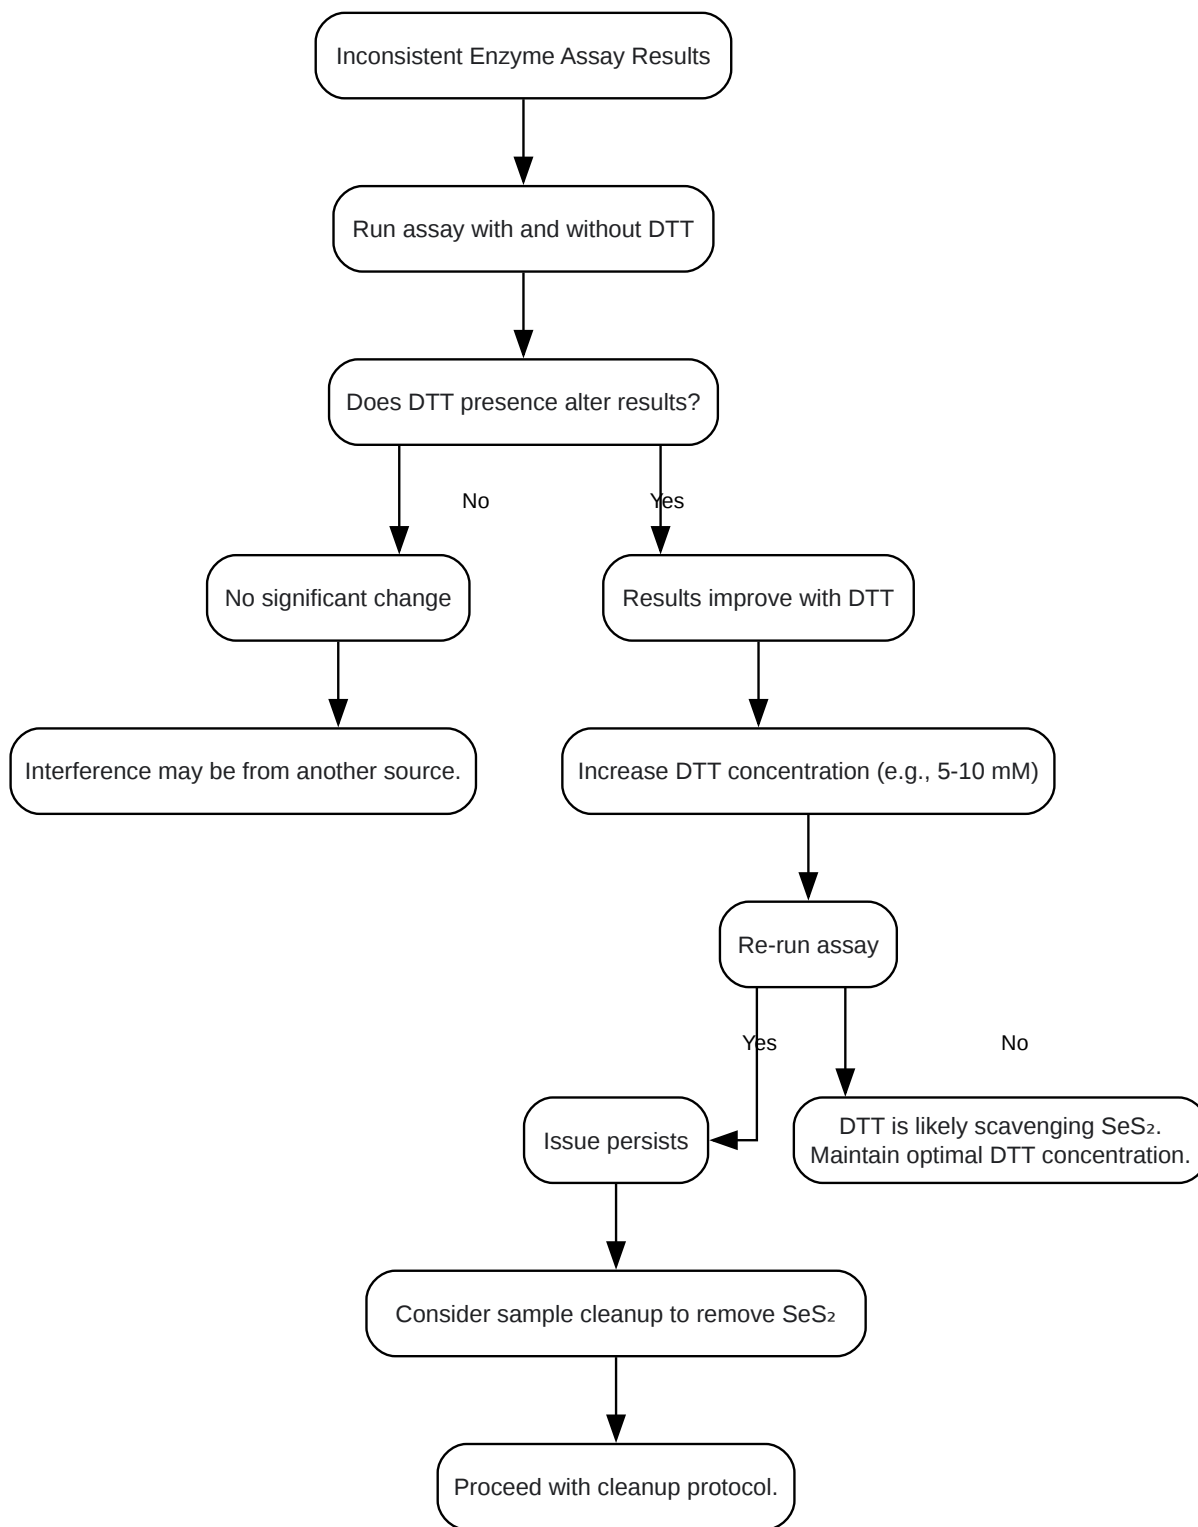 Inconsistent Enzyme Assay Results
Run assay with and without DTT
Does DTT presence alter results?
No
Yes
No significant change
Results improve with DTT
Interference may be from another source.
Increase DTT concentration (e.g., 5-10 mM)
Re-run assay
Yes
No
Issue persists
DTT is likely scavenging SeS₂.
Maintain optimal DTT concentration.
Consider sample cleanup to remove SeS₂
Proceed with cleanup protocol.